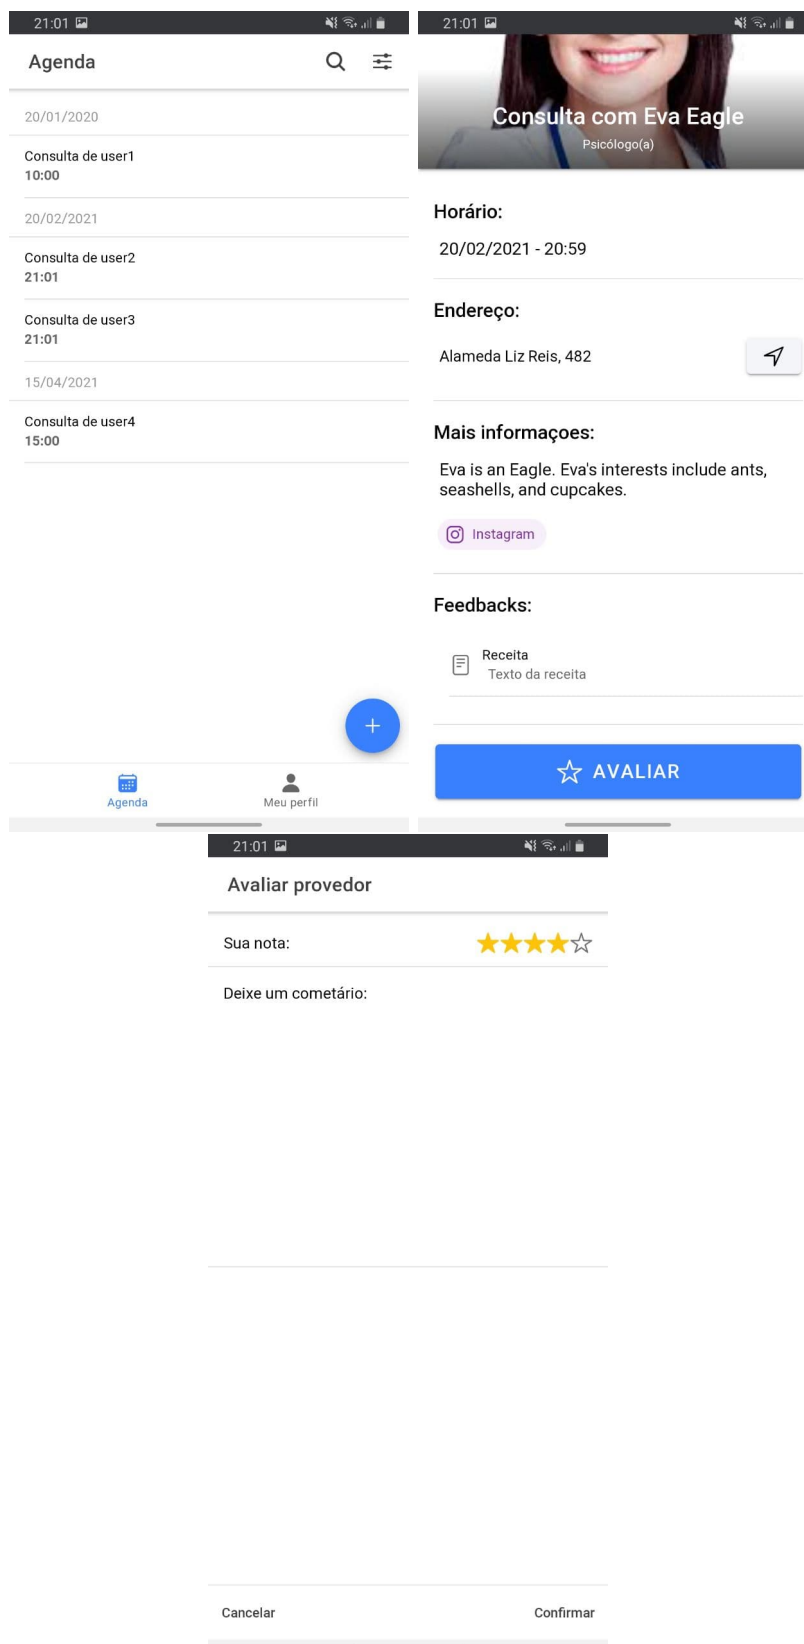 21:01
Agenda
20/01/2020
Consulta de user1
10:00
20/02/2021
Consulta de user2
21:01
Consulta de user3
21:01
15/04/2021
Consulta de user4
15:00
Agenda
Meu perfil
21:01
Consulta com Eva Eagle
Psicólogo(a)
Horário:
20/02/2021 - 20:59
Endereço:
Alameda Liz Reis, 482
Mais informaçoes:
Eva is an Eagle. Eva's interests include ants,
seashells, and cupcakes.
Instagram
Feedbacks:
Receita
Texto da receita
AVALIAR
21:01
Avaliar provedor
Sua nota:
Deixe um cometário:
Cancelar
Confirmar